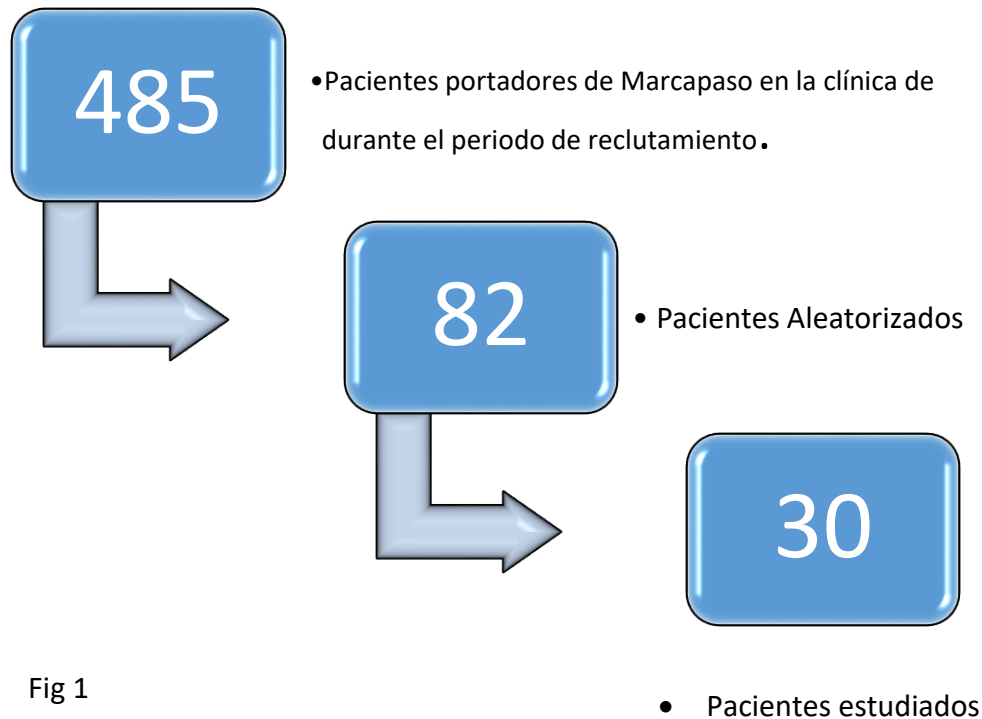 485
•Pacientes portadores de Marcapaso en la clínica de
durante el periodo de reclutamiento.
82
• Pacientes Aleatorizados
30
Fig 1
• Pacientes estudiados